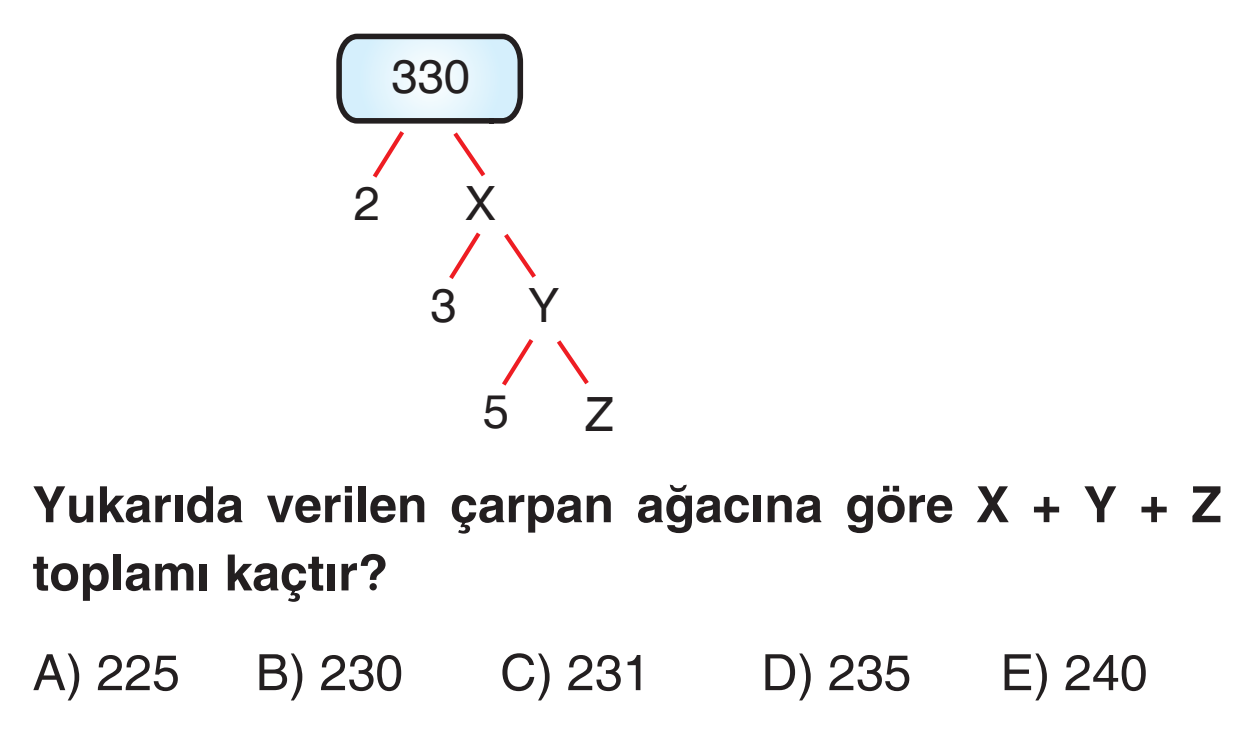 330
2 X
3 Y
5 Z
Yukarıda verilen çarpan ağacına göre X + Y + Z
toplamı kaçtır?
A) 225 B) 230 C) 231 D) 235 E) 240